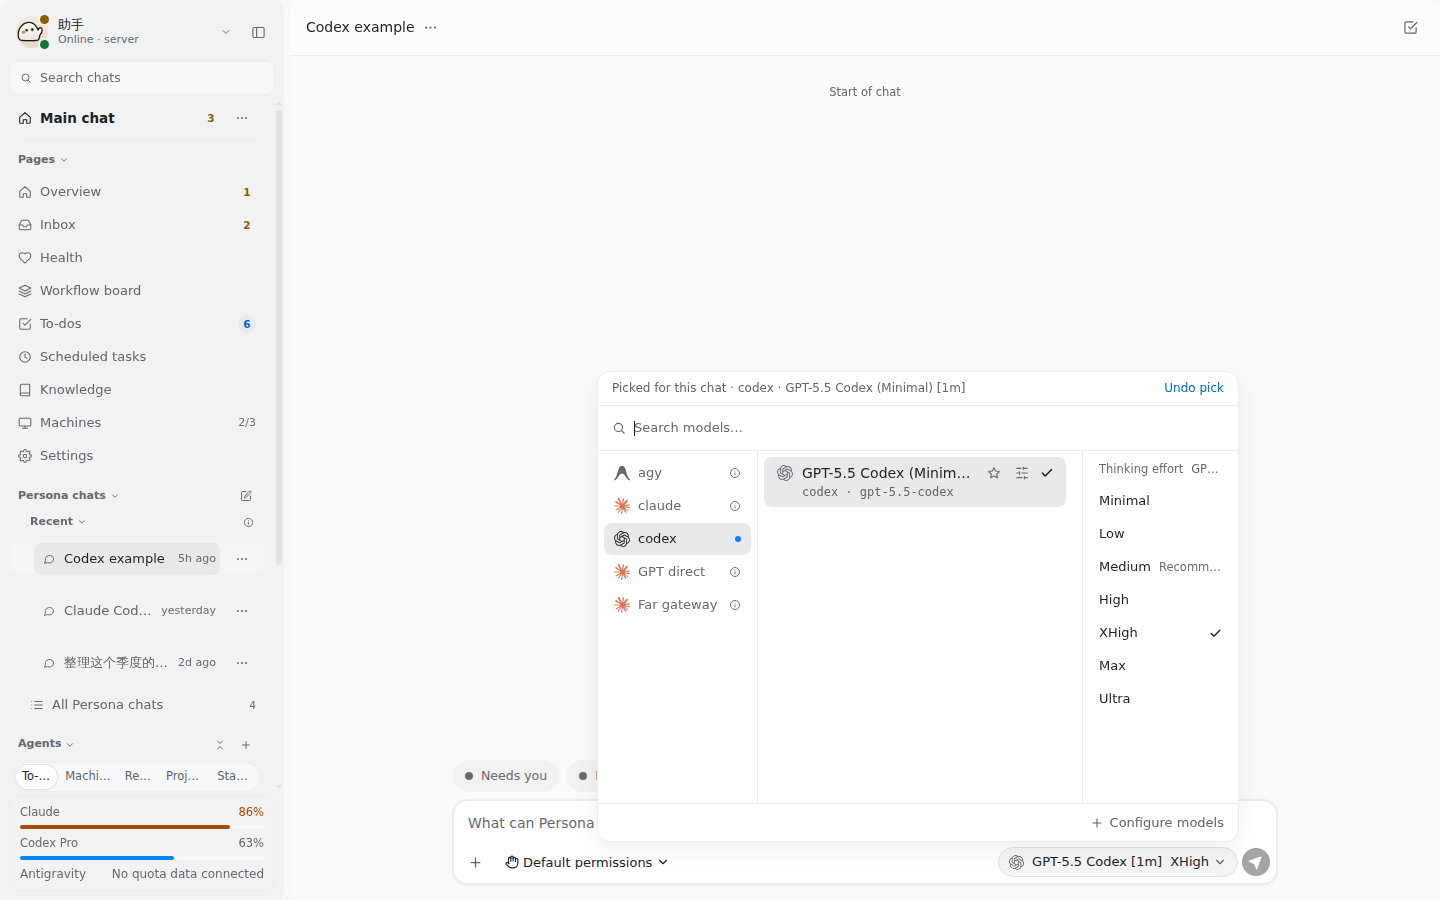 助手
Online · server
Search chats
Main chat 3
Pages
Overview 1
Inbox 2
Health
Workflow board
To-dos 6
Scheduled tasks
Knowledge
Machines 2/3
Settings
Persona chats
Recent
Codex example 5h ago
Claude Cod… yesterday
整理这个季度的… 2d ago
All Persona chats 4
Agents
To-… Machi… Re… Proj… Sta…
Claude 86%
Codex Pro 63%
Antigravity No quota data connected
Codex example
Start of chat
Picked for this chat · codex · GPT-5.5 Codex (Minimal) [1m] Undo pick
Search models…
agy
claude
codex
GPT direct
Far gateway
GPT-5.5 Codex (Minim…
codex · gpt-5.5-codex
Thinking effort GP…
Minimal
Low
Medium Recomm…
High
XHigh
Max
Ultra
Configure models
Needs you
What can Persona
Default permissions
GPT-5.5 Codex [1m] XHigh